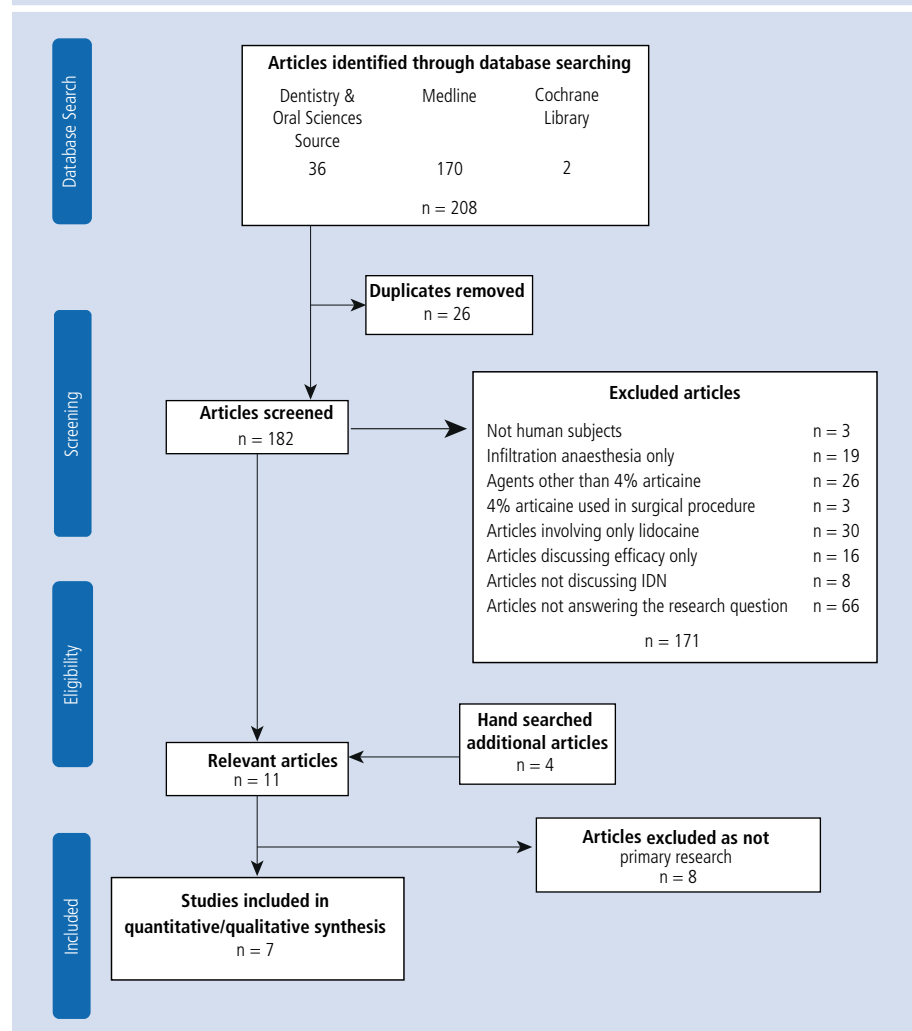 Database Search
Articles identified through database searching
Dentistry &
Oral Sciences
Source
Medline
Cochrane
Library
36 170 2
n = 208
Duplicates removed
n = 26
Screening
Articles screened
n = 182
Excluded articles
Not human subjects n = 3
Infiltration anaesthesia only n = 19
Agents other than 4% articaine n = 26
4% articaine used in surgical procedure n = 3
Articles involving only lidocaine n = 30
Articles discussing efficacy only n = 16
Articles not discussing IDN n = 8
Articles not answering the research question n = 66
n = 171
Eligibility
Hand searched
additional articles
n = 4
Relevant articles
n = 11
Articles excluded as not
primary research
n = 8
Included
Studies included in
quantitative/qualitative synthesis
n = 7